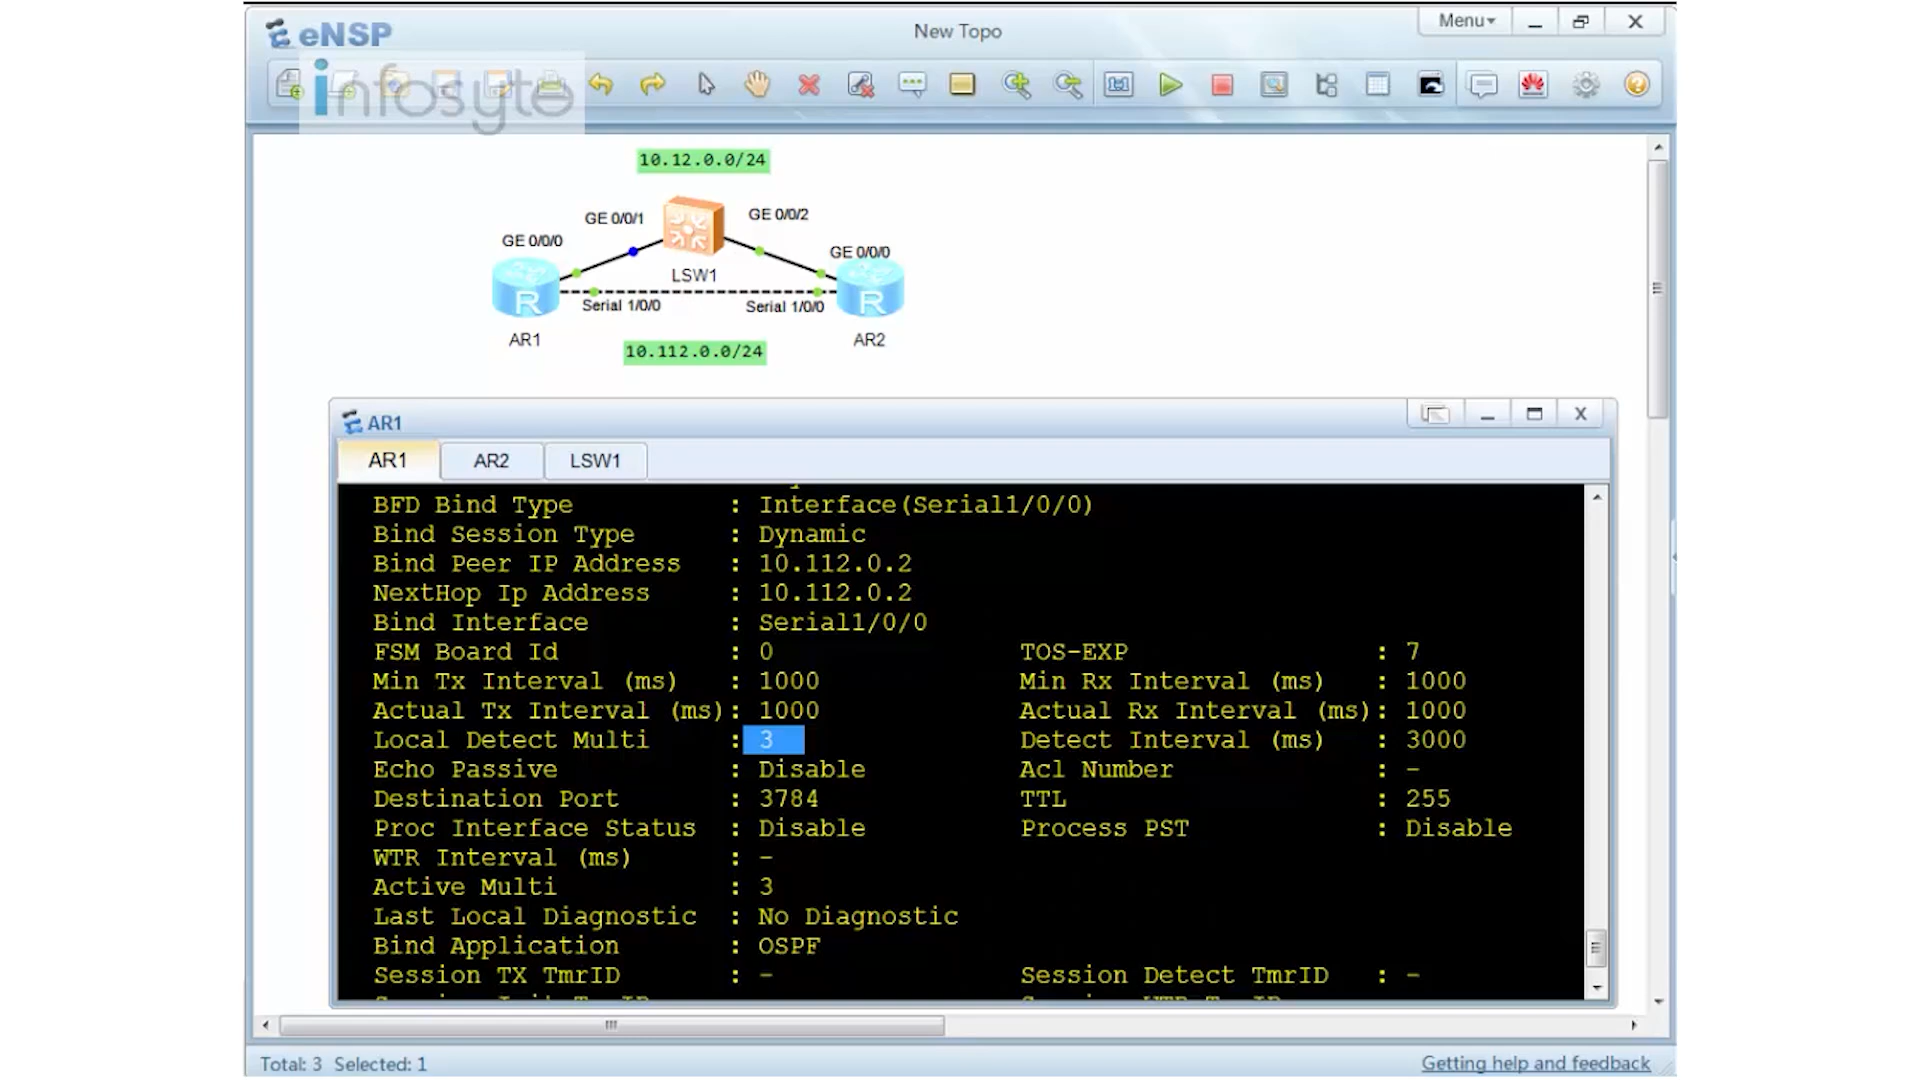 eNSP
New Topo
Menu
infosyte
10.12.0.0/24
GE 0/0/1
GE 0/0/2
GE 0/0/0
GE 0/0/0
LSW1
Serial 1/0/0
Serial 1/0/0
R
R
AR1
AR2
10.112.0.0/24
AR1
AR1 AR2 LSW1
BFD Bind Type : Interface(Serial1/0/0)
Bind Session Type : Dynamic
Bind Peer IP Address : 10.112.0.2
NextHop Ip Address : 10.112.0.2
Bind Interface : Serial1/0/0
FSM Board Id : 0 TOS-EXP : 7
Min Tx Interval (ms) : 1000 Min Rx Interval (ms) : 1000
Actual Tx Interval (ms): 1000 Actual Rx Interval (ms): 1000
Local Detect Multi : 3 Detect Interval (ms) : 3000
Echo Passive : Disable Acl Number : -
Destination Port : 3784 TTL : 255
Proc Interface Status : Disable Process PST : Disable
WTR Interval (ms) : -
Active Multi : 3
Last Local Diagnostic : No Diagnostic
Bind Application : OSPF
Session TX TmrID : - Session Detect TmrID : -
Total: 3 Selected: 1
Getting help and feedback